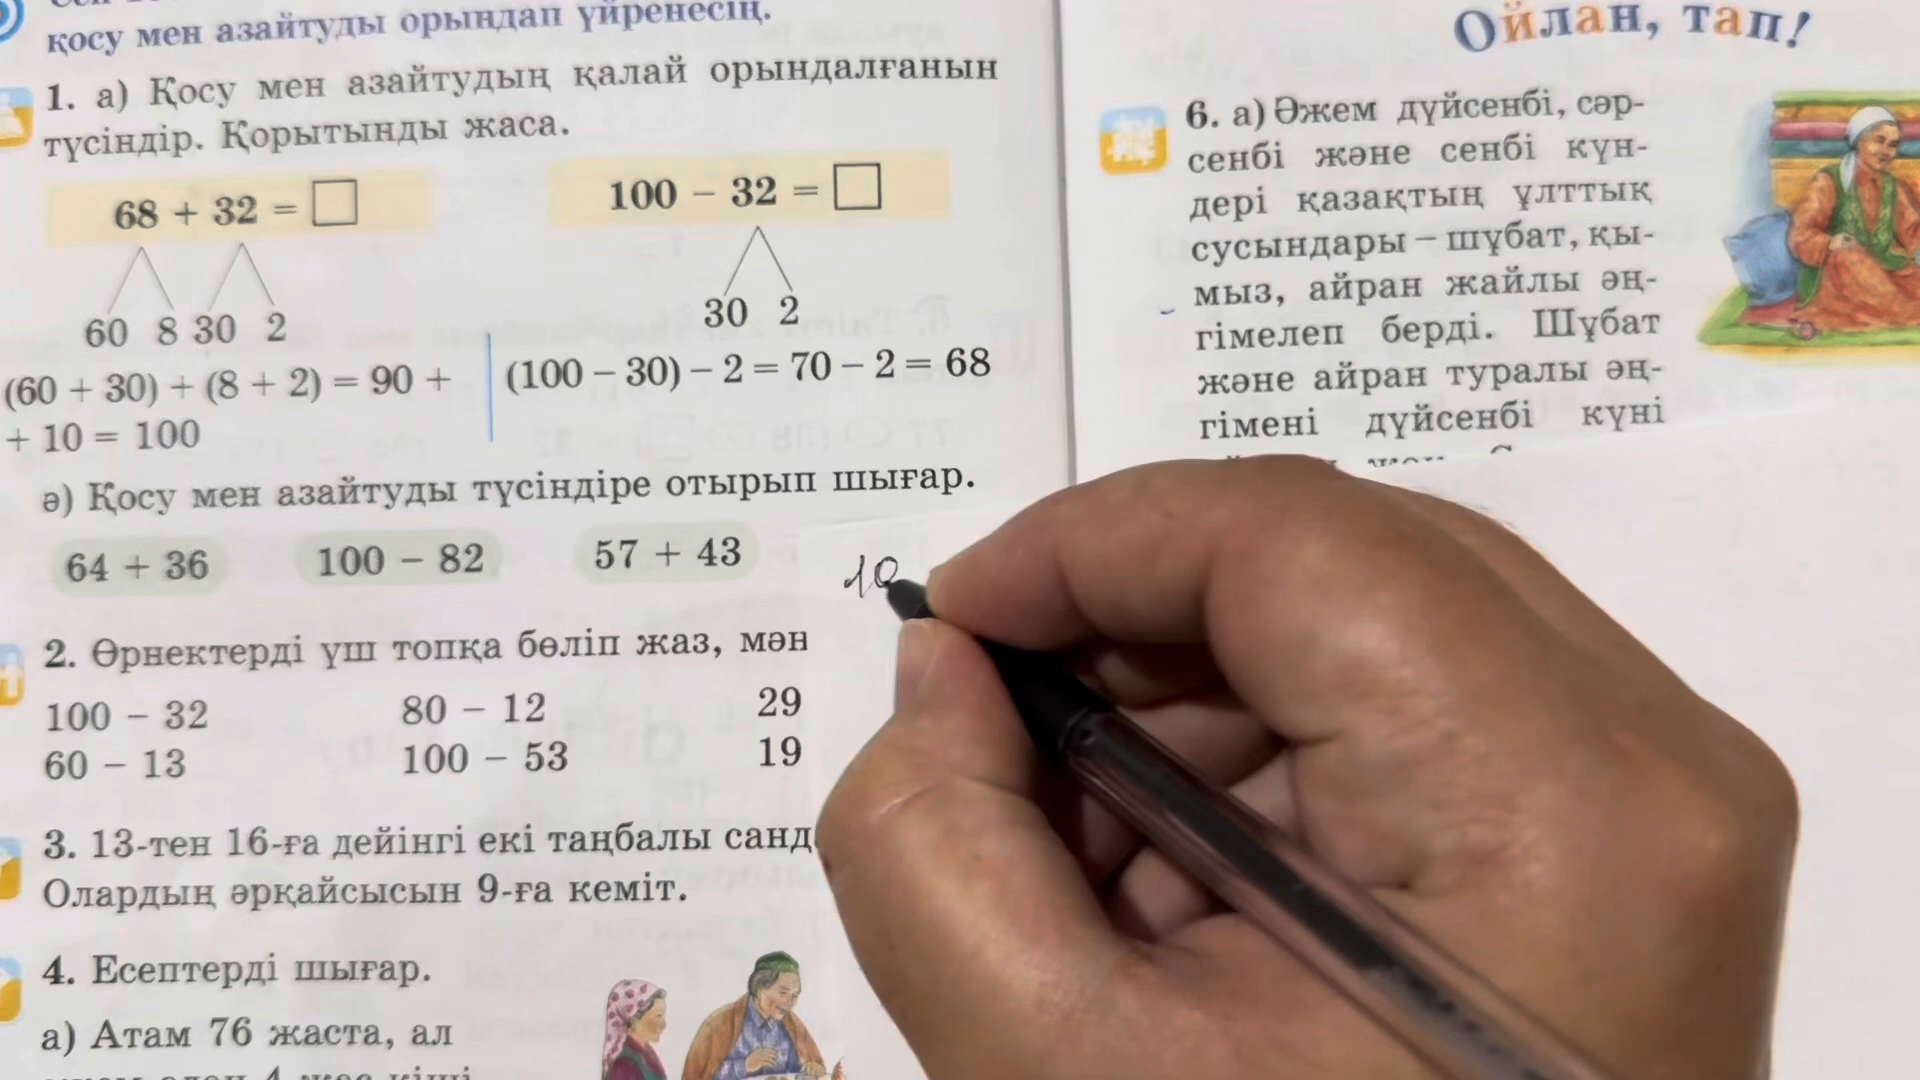 қосу мен азайтуды орындап үйренесің.
1. а) Қосу мен азайтудың қалай орындалғанын
түсіндір. Қорытынды жаса.
68 + 32 = □
60 8 30 2
(60 + 30) + (8 + 2) = 90 +
+ 10 = 100
100 − 32 = □
30 2
(100 − 30) − 2 = 70 − 2 = 68
ә) Қосу мен азайтуды түсіндіре отырып шығар.
64 + 36 100 − 82 57 + 43
10
2. Өрнектерді үш топқа бөліп жаз, мән
100 − 32 80 − 12 29
60 − 13 100 − 53 19
3. 13-тен 16-ға дейінгі екі таңбалы санд
Олардың әрқайсысын 9-ға кеміт.
4. Есептерді шығар.
а) Атам 76 жаста, ал
Ойлан, тап!
6. а) Әжем дүйсенбі, сәр-
сенбі және сенбі күн-
дері қазақтың ұлттық
сусындары – шұбат, қы-
мыз, айран жайлы әң-
гімелеп берді. Шұбат
және айран туралы әң-
гімені дүйсенбі күні